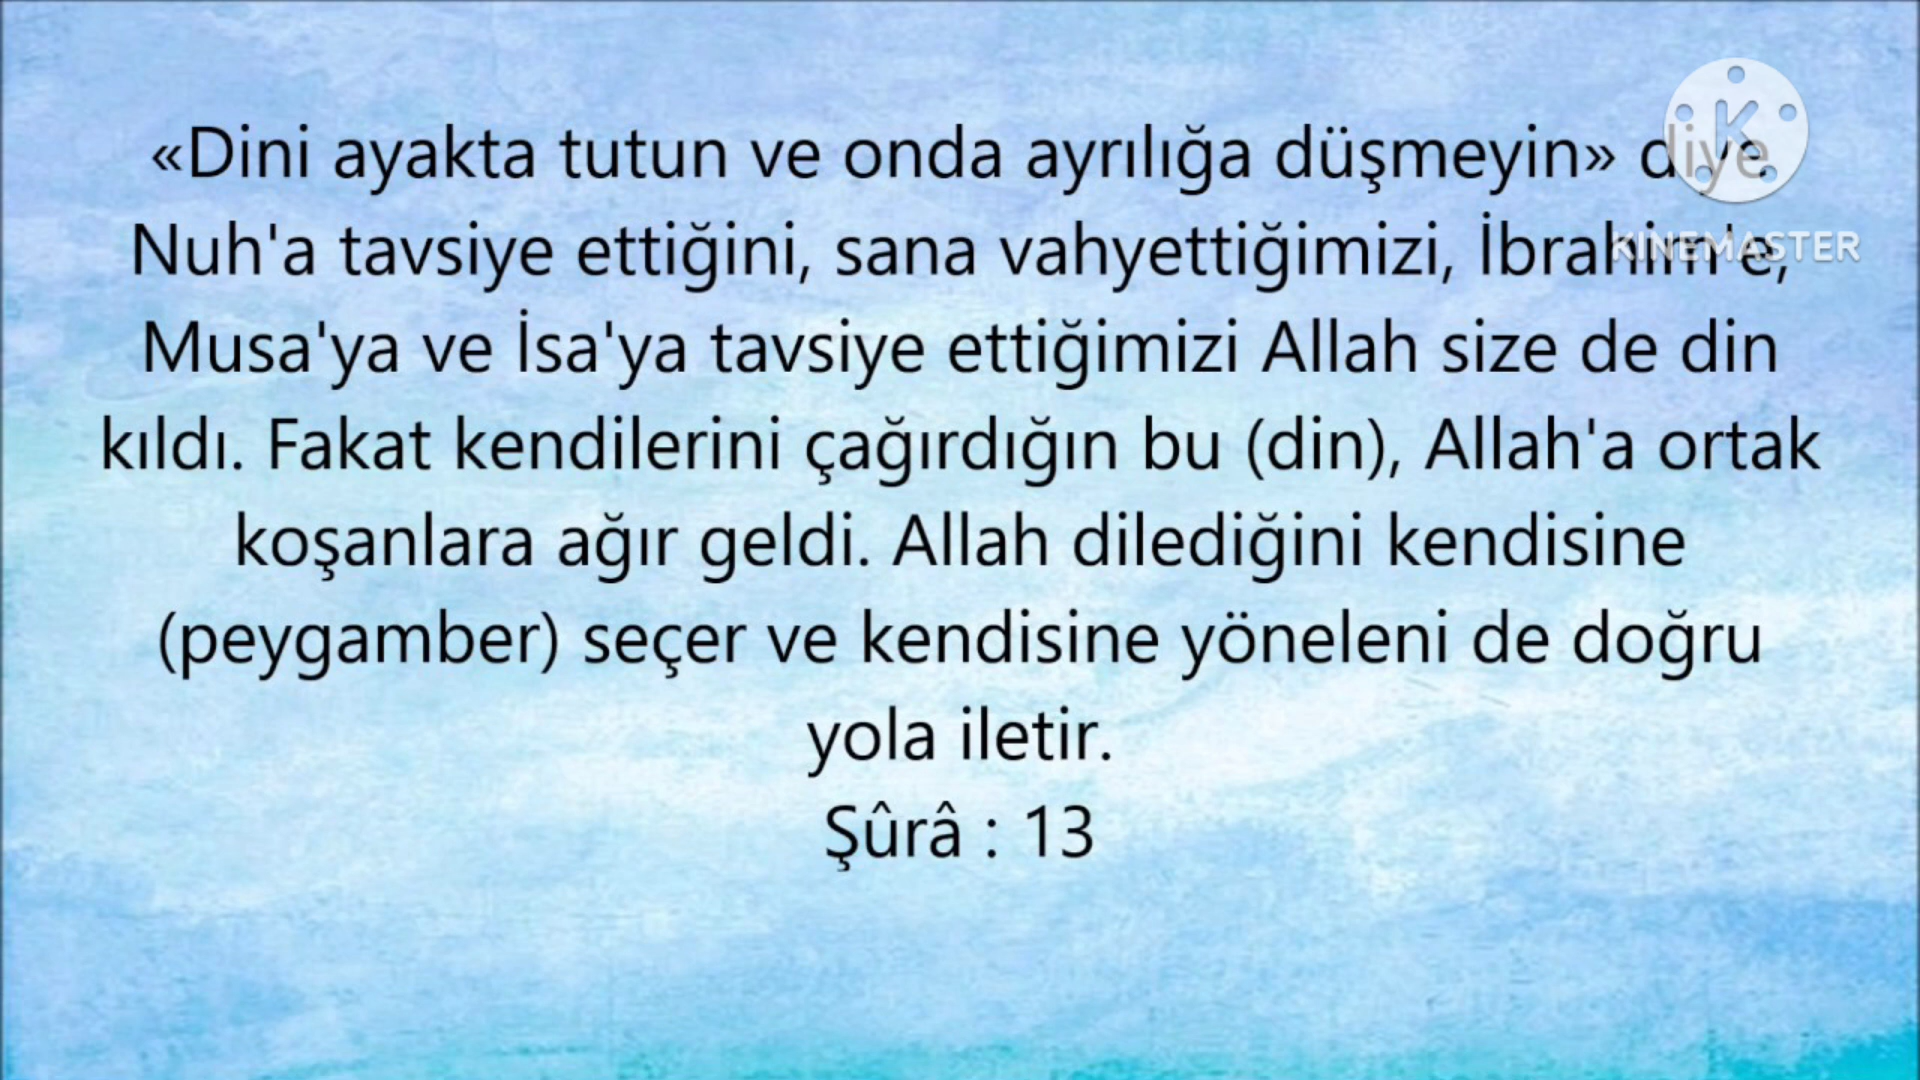 «Dini ayakta tutun ve onda ayrılığa düşmeyin» diye
Nuh'a tavsiye ettiğini, sana vahyettiğimizi, İbrahim'e,
Musa'ya ve İsa'ya tavsiye ettiğimizi Allah size de din
kıldı. Fakat kendilerini çağırdığın bu (din), Allah'a ortak
koşanlara ağır geldi. Allah dilediğini kendisine
(peygamber) seçer ve kendisine yöneleni de doğru
yola iletir.
Şûrâ : 13
K
KINEMASTER